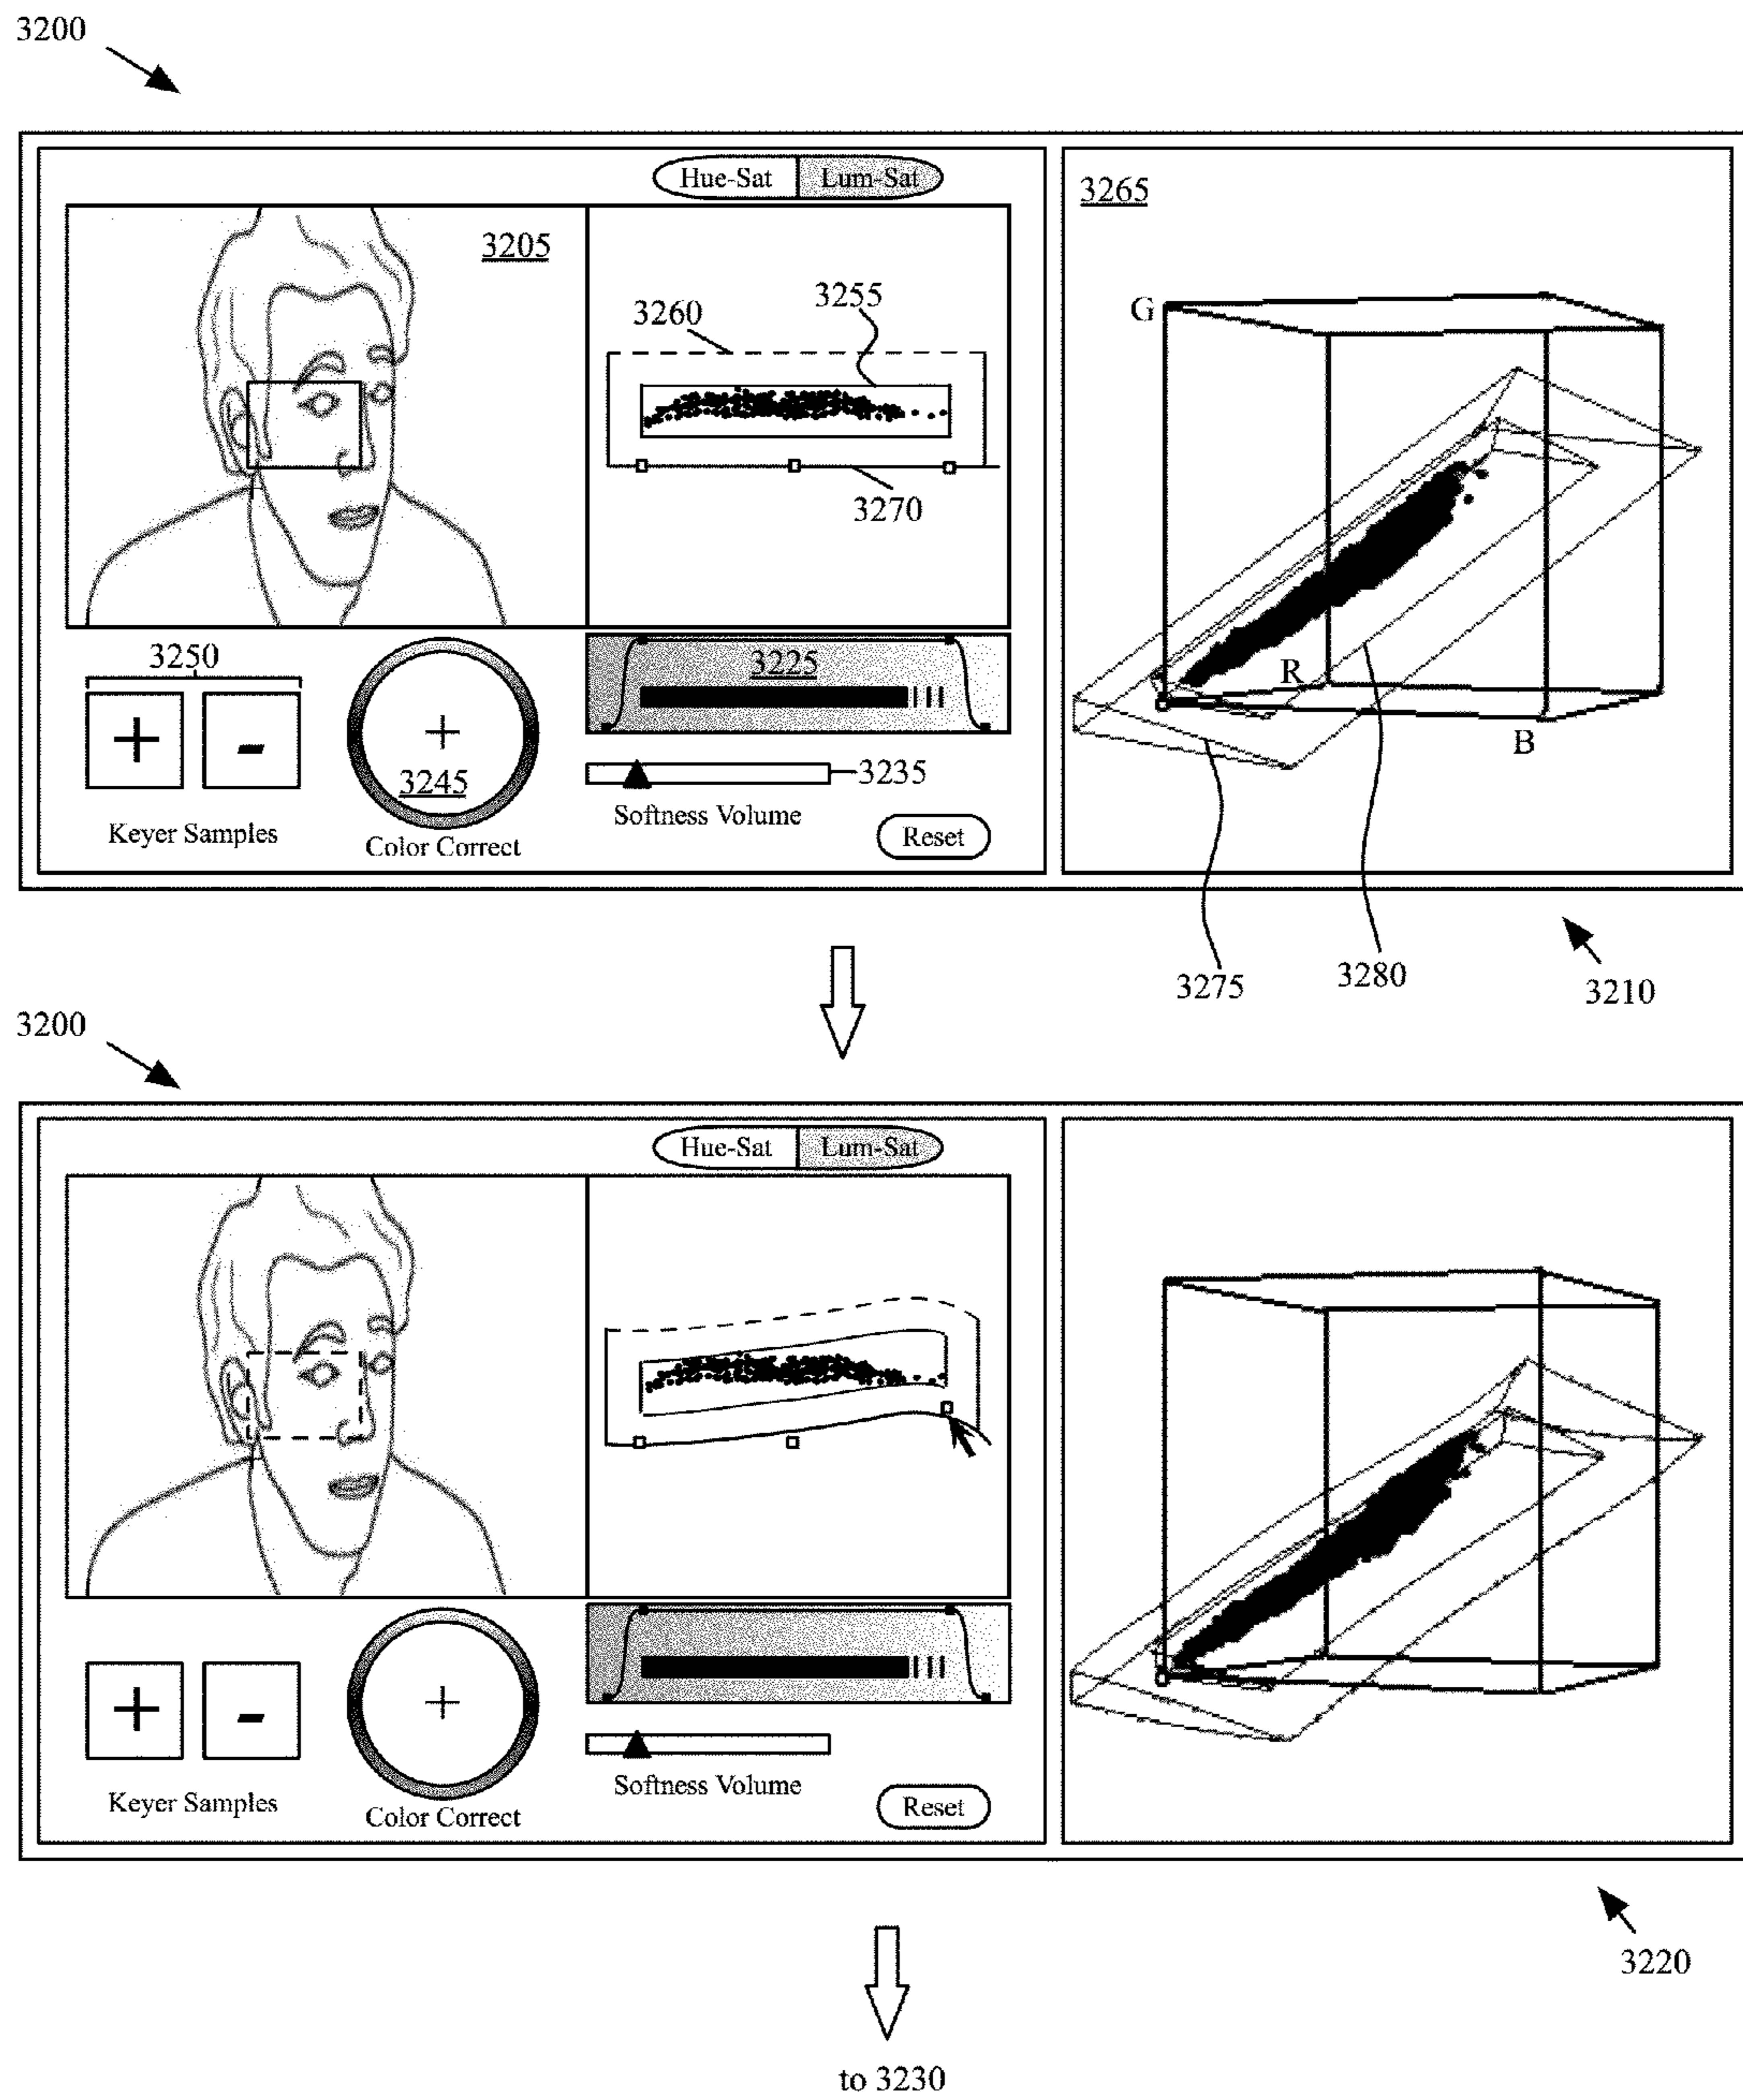 3200
Hue-Sat Lum-Sat
3265
3205
3260
3255
G
3270
3250
3225
R
B
+ -
3245
3235
Softness Volume
Keyer Samples
Color Correct
Reset
3275
3280
3210
3200
Hue-Sat Lum-Sat
+ -
Softness Volume
Keyer Samples
Color Correct
Reset
3220
to 3230